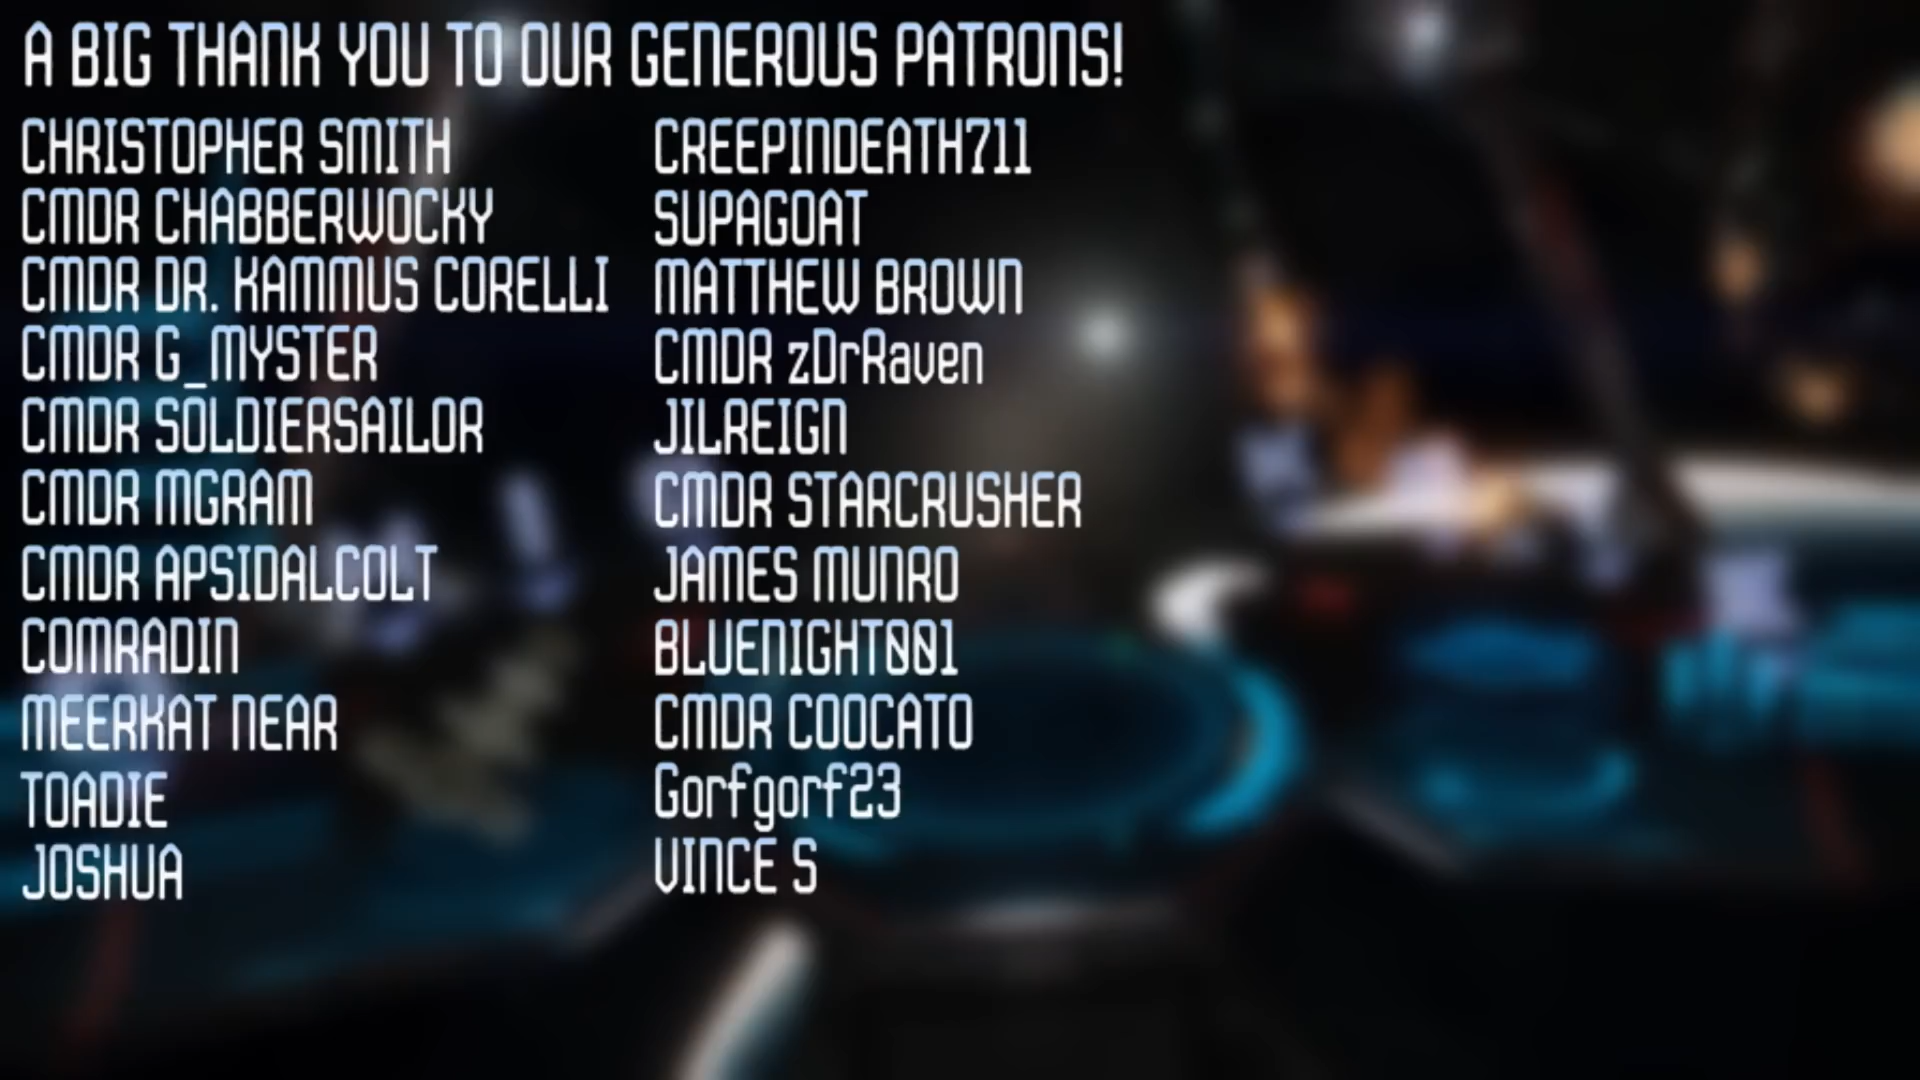 A BIG THANK YOU TO OUR GENEROUS PATRONS!
CHRISTOPHER SMITH
CMDR CHABBERWOCKY
CMDR DR. KAMMUS CORELLI
CMDR G_MYSTER
CMDR SOLDIERSAILOR
CMDR MGRAM
CMDR APSIDALCOLT
COMRADIN
MEERKAT NEAR
TOADIE
JOSHUA
CREEPINDEATH711
SUPAGOAT
MATTHEW BROWN
CMDR zDrRaven
JILREIGN
CMDR STARCRUSHER
JAMES MUNRO
BLUENIGHT001
CMDR COOCATO
Gorfgorf23
VINCE S